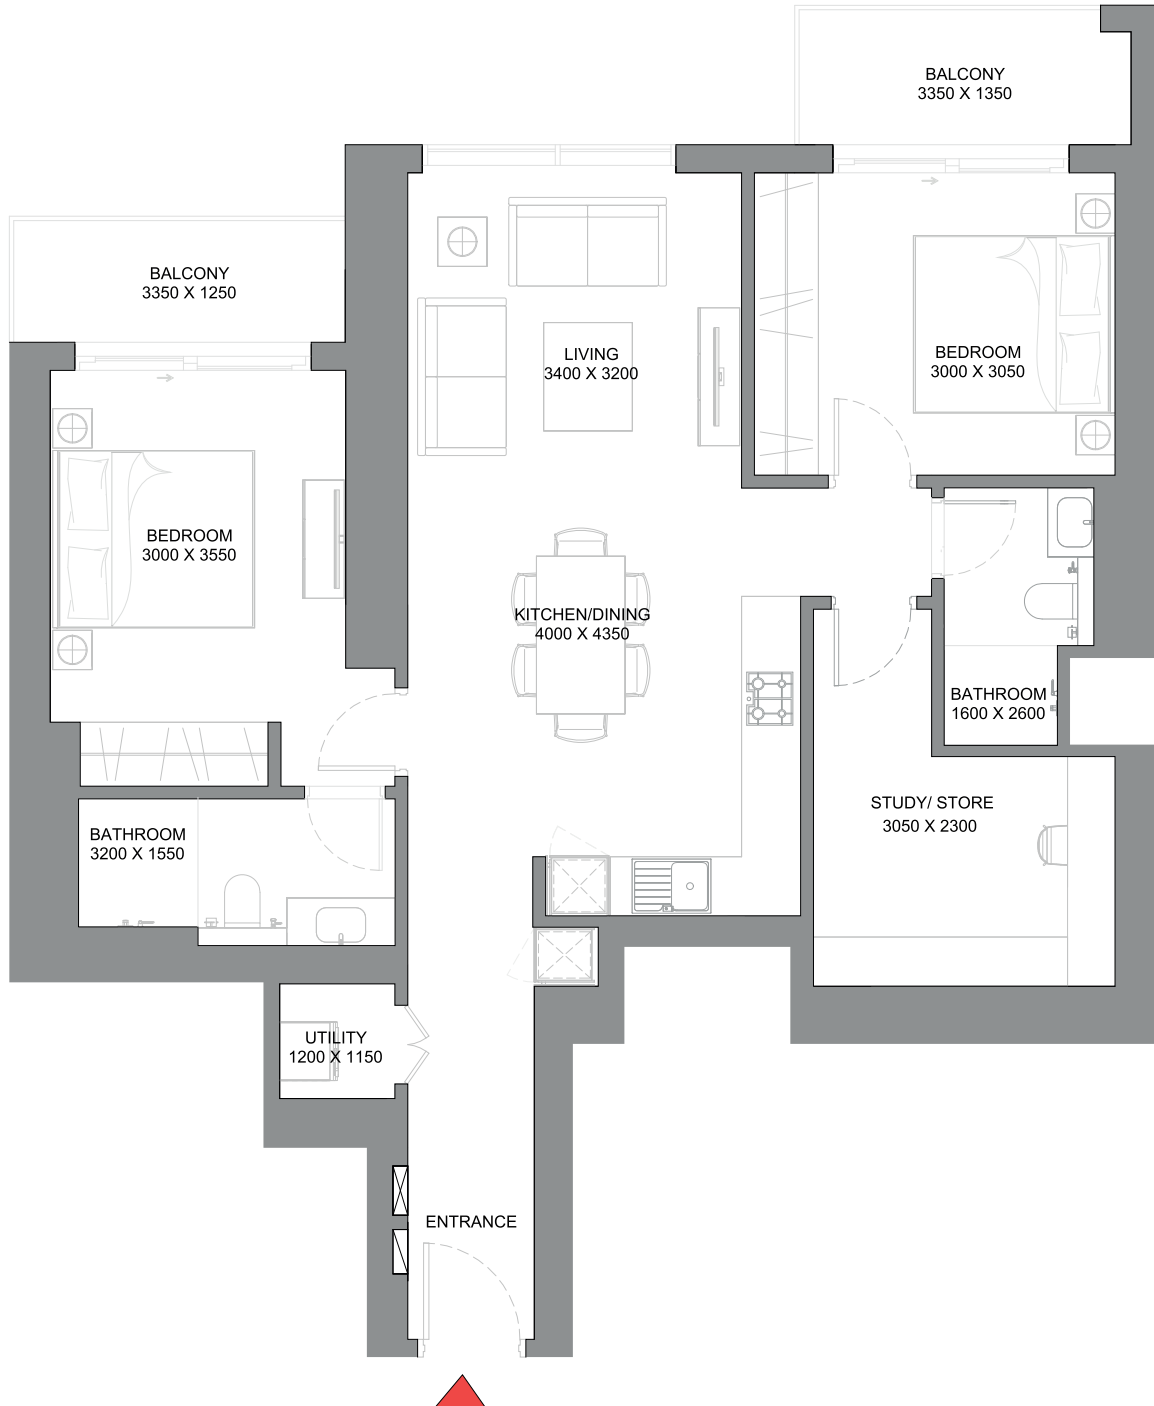 BALCONY
3350 X 1350
BALCONY
3350 X 1250
LIVING
3400 X 3200
BEDROOM
3000 X 3050
BEDROOM
3000 X 3550
KITCHEN/DINING
4000 X 4350
BATHROOM
1600 X 2600
STUDY/ STORE
3050 X 2300
BATHROOM
3200 X 1550
UTILITY
1200 X 1150
ENTRANCE